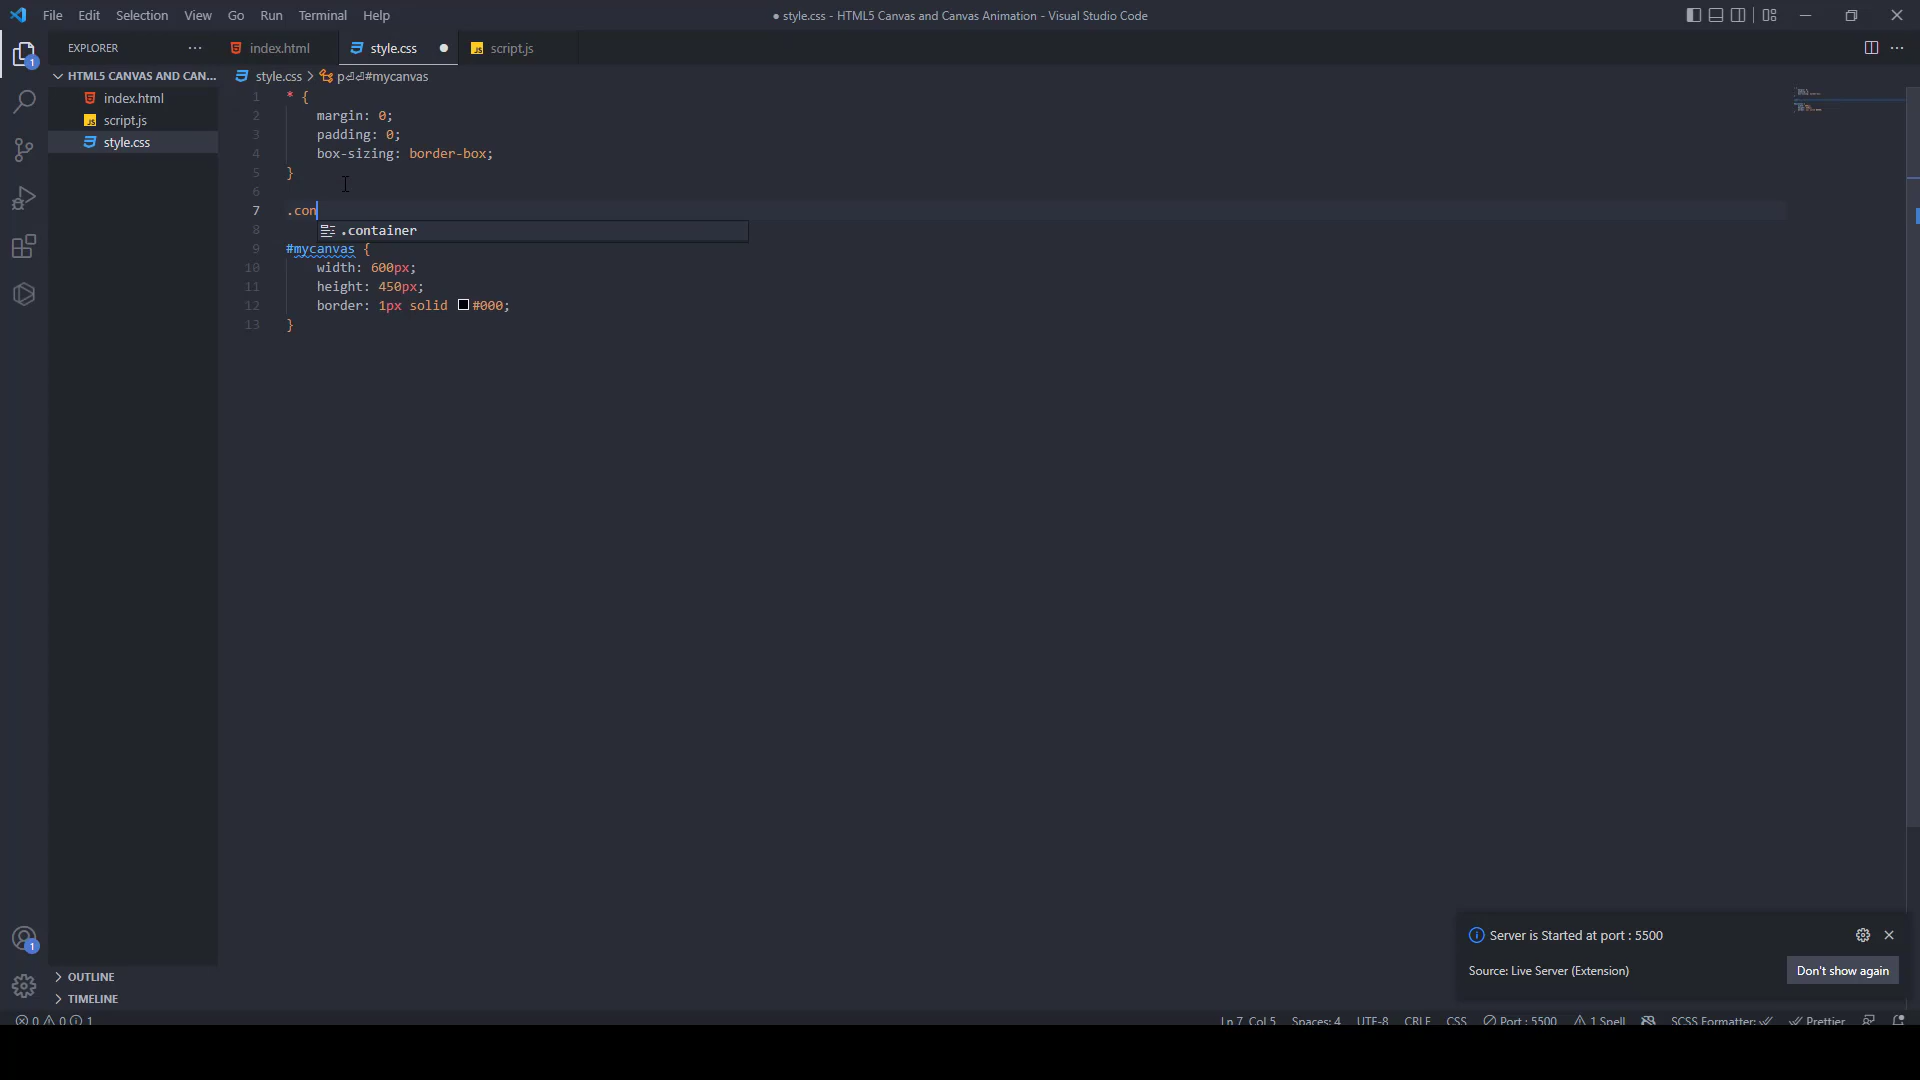 File Edit Selection View Go Run Terminal Help
● style.css - HTML5 Canvas and Canvas Animation - Visual Studio Code
EXPLORER ···
index.html
style.css ●
JS script.js
HTML5 CANVAS AND CAN...
style.css > p⏎⏎#mycanvas
index.html
JS script.js
style.css
1 * {
2 margin: 0;
3 padding: 0;
4 box-sizing: border-box;
5 }
6
7 .con
8 .container
9 #mycanvas {
10 width: 600px;
11 height: 450px;
12 border: 1px solid #000;
13 }
1
1
Server is Started at port : 5500
Source: Live Server (Extension)
Don't show again
OUTLINE
TIMELINE
0 0 1
Ln 7, Col 5 Spaces: 4 UTF-8 CRLF CSS Port : 5500 1 Spell SCSS Formatter: Prettier